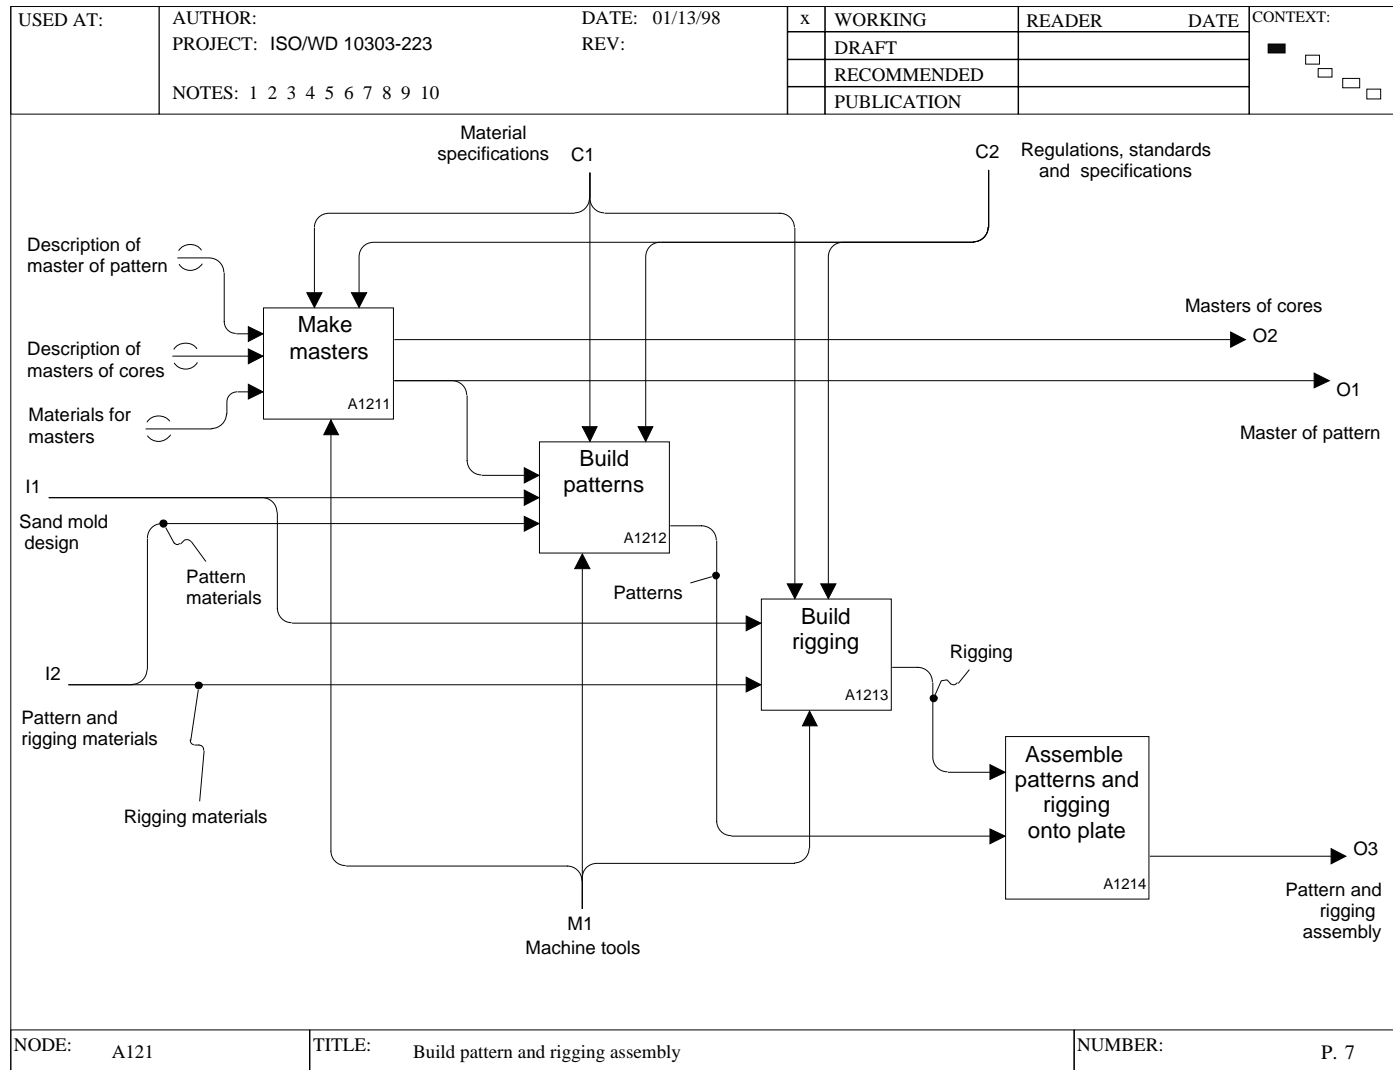 USED AT:
AUTHOR:
DATE: 01/13/98
PROJECT: ISO/WD 10303-223
REV:
NOTES: 1 2 3 4 5 6 7 8 9 10
x WORKING
DRAFT
RECOMMENDED
PUBLICATION
READER DATE
CONTEXT:
Material
specifications
C1
C2
Regulations, standards
and specifications
Description of
master of pattern
Make
masters
A1211
Masters of cores
O2
Description of
masters of cores
O1
Master of pattern
Materials for
masters
Build
patterns
A1212
I1
Sand mold
design
Pattern
materials
Patterns
Build
rigging
A1213
Rigging
I2
Pattern and
rigging materials
Rigging materials
Assemble
patterns and
rigging
onto plate
A1214
O3
Pattern and
rigging
assembly
M1
Machine tools
NODE: A121
TITLE: Build pattern and rigging assembly
NUMBER: P. 7